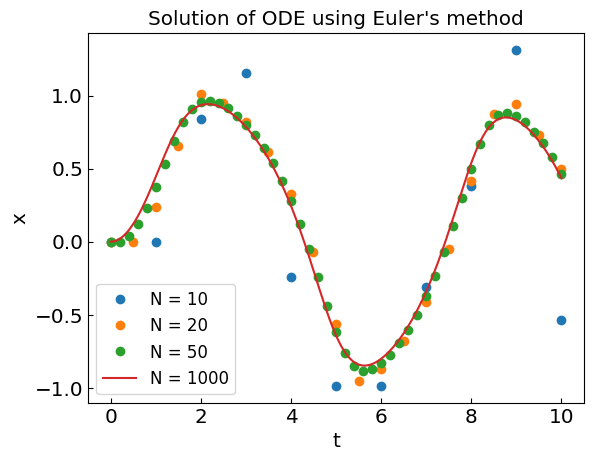 Solution of ODE using Euler's method
x
1.0
0.5
0.0
−0.5
−1.0
N = 10
N = 20
N = 50
N = 1000
0 2 4 6 8 10
t